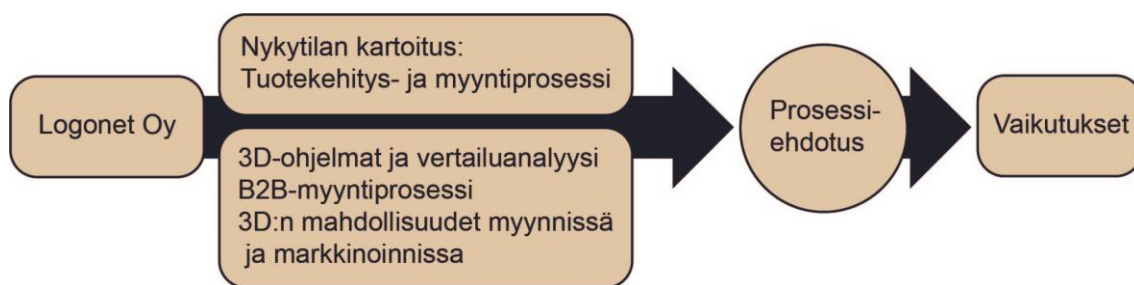 Logonet Oy
Nykytilan kartoitus:
Tuotekehitys- ja myyntiprosessi
3D-ohjelmat ja vertailuanalyysi
B2B-myyntiprosessi
3D:n mahdollisuudet myynnissä
ja markkinoinnissa
Prosessi-
ehdotus
Vaikutukset